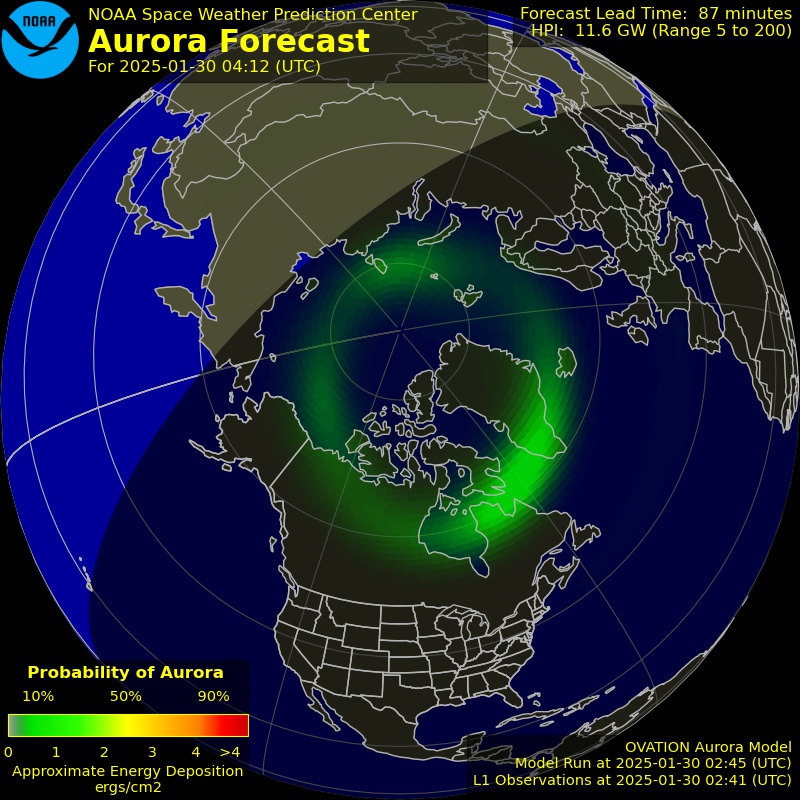 NOAA
NOAA Space Weather Prediction Center
Aurora Forecast
For 2025-01-30 04:12 (UTC)
Forecast Lead Time: 87 minutes
HPI: 11.6 GW (Range 5 to 200)
Probability of Aurora
10% 50% 90%
0 1 2 3 4 >4
Approximate Energy Deposition
ergs/cm2
OVATION Aurora Model
Model Run at 2025-01-30 02:45 (UTC)
L1 Observations at 2025-01-30 02:41 (UTC)